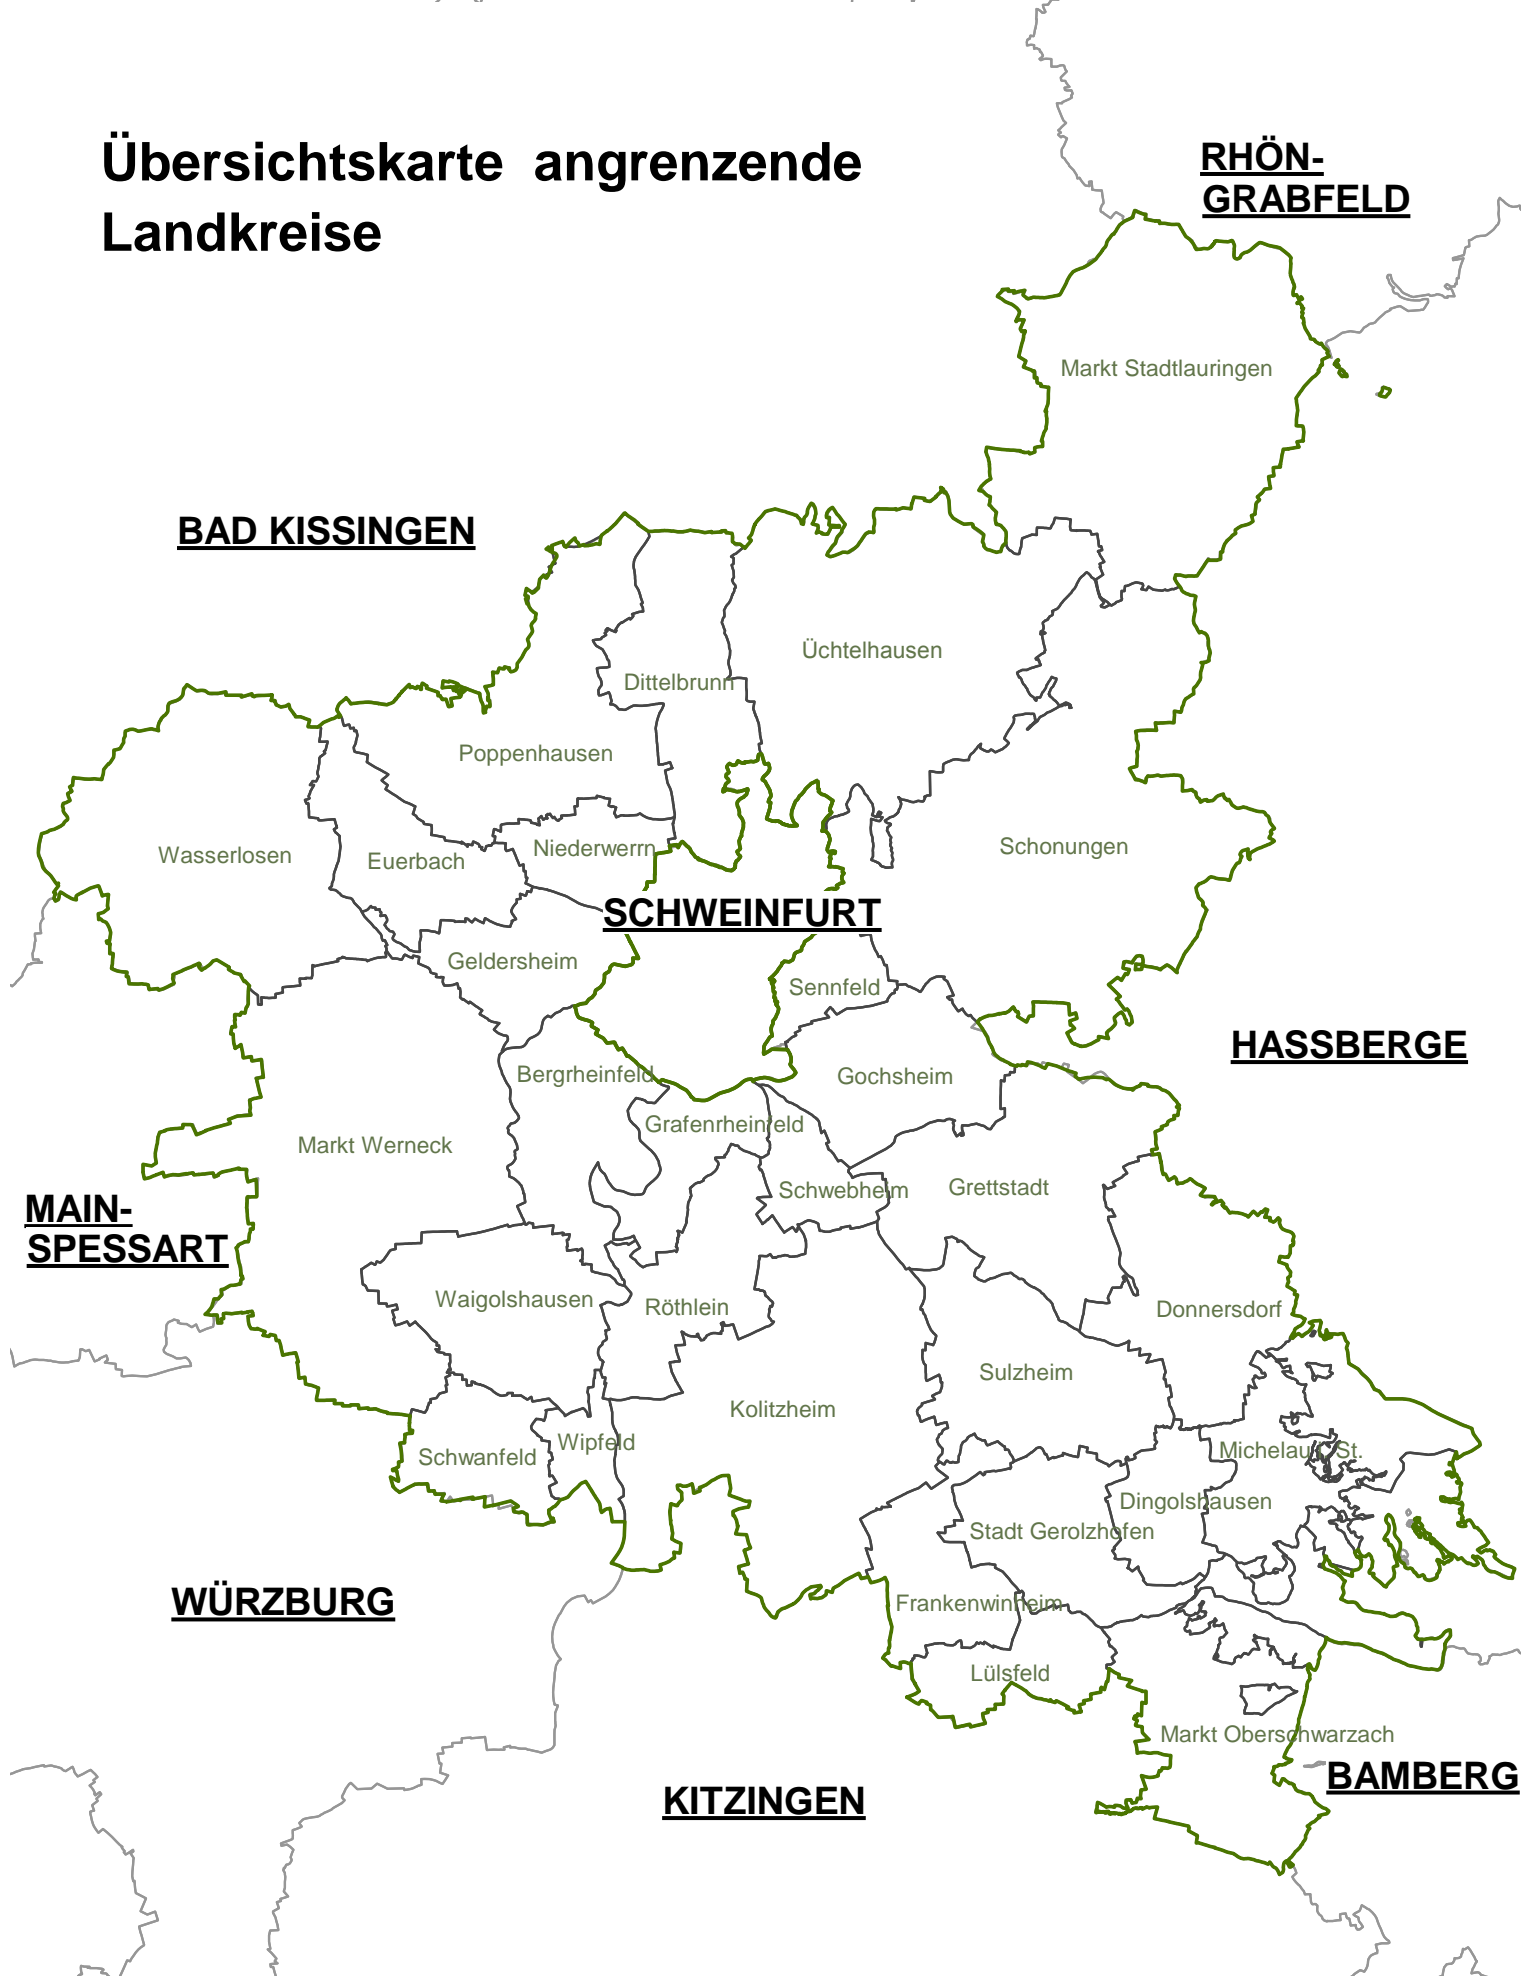 Übersichtskarte angrenzende
Landkreise
RHÖN-
GRABFELD
Markt Stadtlauringen
BAD KISSINGEN
Üchtelhausen
Dittelbrunn
Poppenhausen
Schonungen
Niederwerrn
Wasserlosen
Euerbach
SCHWEINFURT
Geldersheim
Sennfeld
HASSBERGE
Bergrheinfeld
Gochsheim
Grafenrheinfeld
Markt Werneck
Schwebheim
Grettstadt
MAIN-
SPESSART
Waigolshausen
Röthlein
Donnersdorf
Sulzheim
Kolitzheim
Wipfeld
Schwanfeld
Michelau i. St.
Dingolshausen
Stadt Gerolzhofen
WÜRZBURG
Frankenwinheim
Lülsfeld
Markt Oberschwarzach
BAMBERG
KITZINGEN